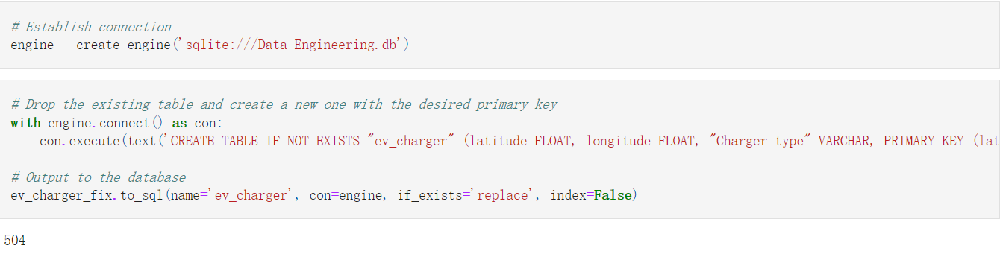 # Establish connection
engine = create_engine('sqlite:///Data_Engineering.db')
# Drop the existing table and create a new one with the desired primary key
with engine.connect() as con:
    con.execute(text('CREATE TABLE IF NOT EXISTS "ev_charger" (latitude FLOAT, longitude FLOAT, "Charger type" VARCHAR, PRIMARY KEY (lat
# Output to the database
ev_charger_fix.to_sql(name='ev_charger', con=engine, if_exists='replace', index=False)
504